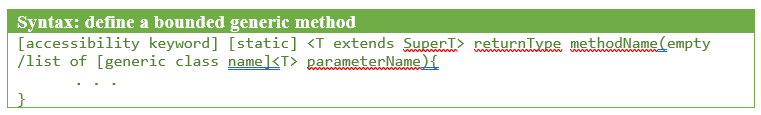 Syntax: define a bounded generic method
[accessibility keyword] [static] <T extends SuperT> returnType methodName(empty
/list of [generic class name]<T> parameterName){
. . .
}